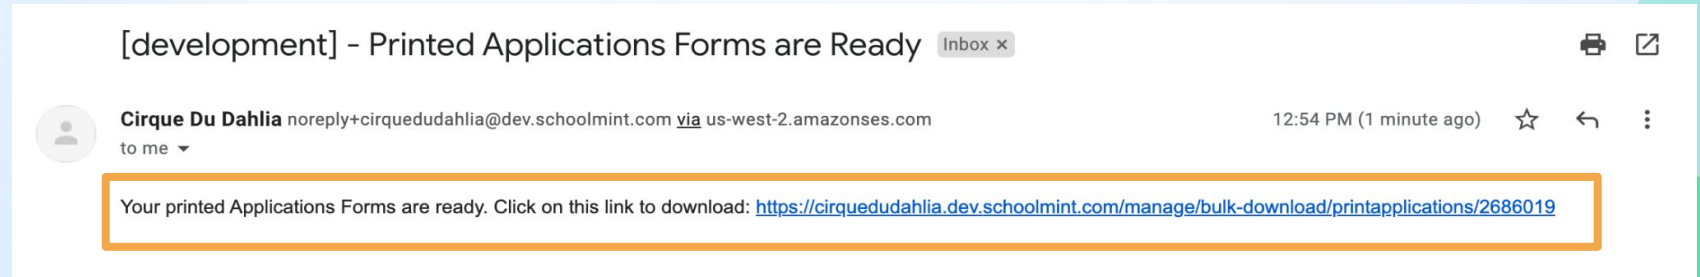 [development] - Printed Applications Forms are Ready Inbox ×
Cirque Du Dahlia noreply+cirquedudahlia@dev.schoolmint.com via us-west-2.amazonses.com 12:54 PM (1 minute ago)
to me
Your printed Applications Forms are ready. Click on this link to download: https://cirquedudahlia.dev.schoolmint.com/manage/bulk-download/printapplications/2686019